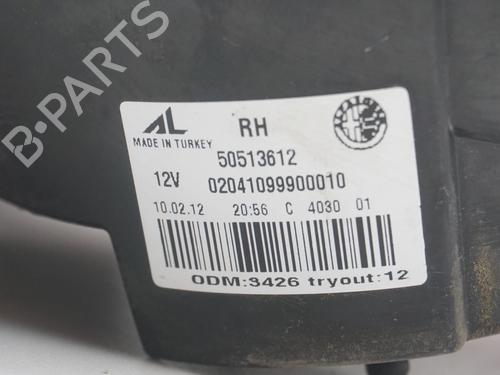 B-PARTS
AL
RH
MADE IN TURKEY
50513612
12V 02041099900010
10.02.12 20:56 C 4030 01
ODM:3426 tryout:12